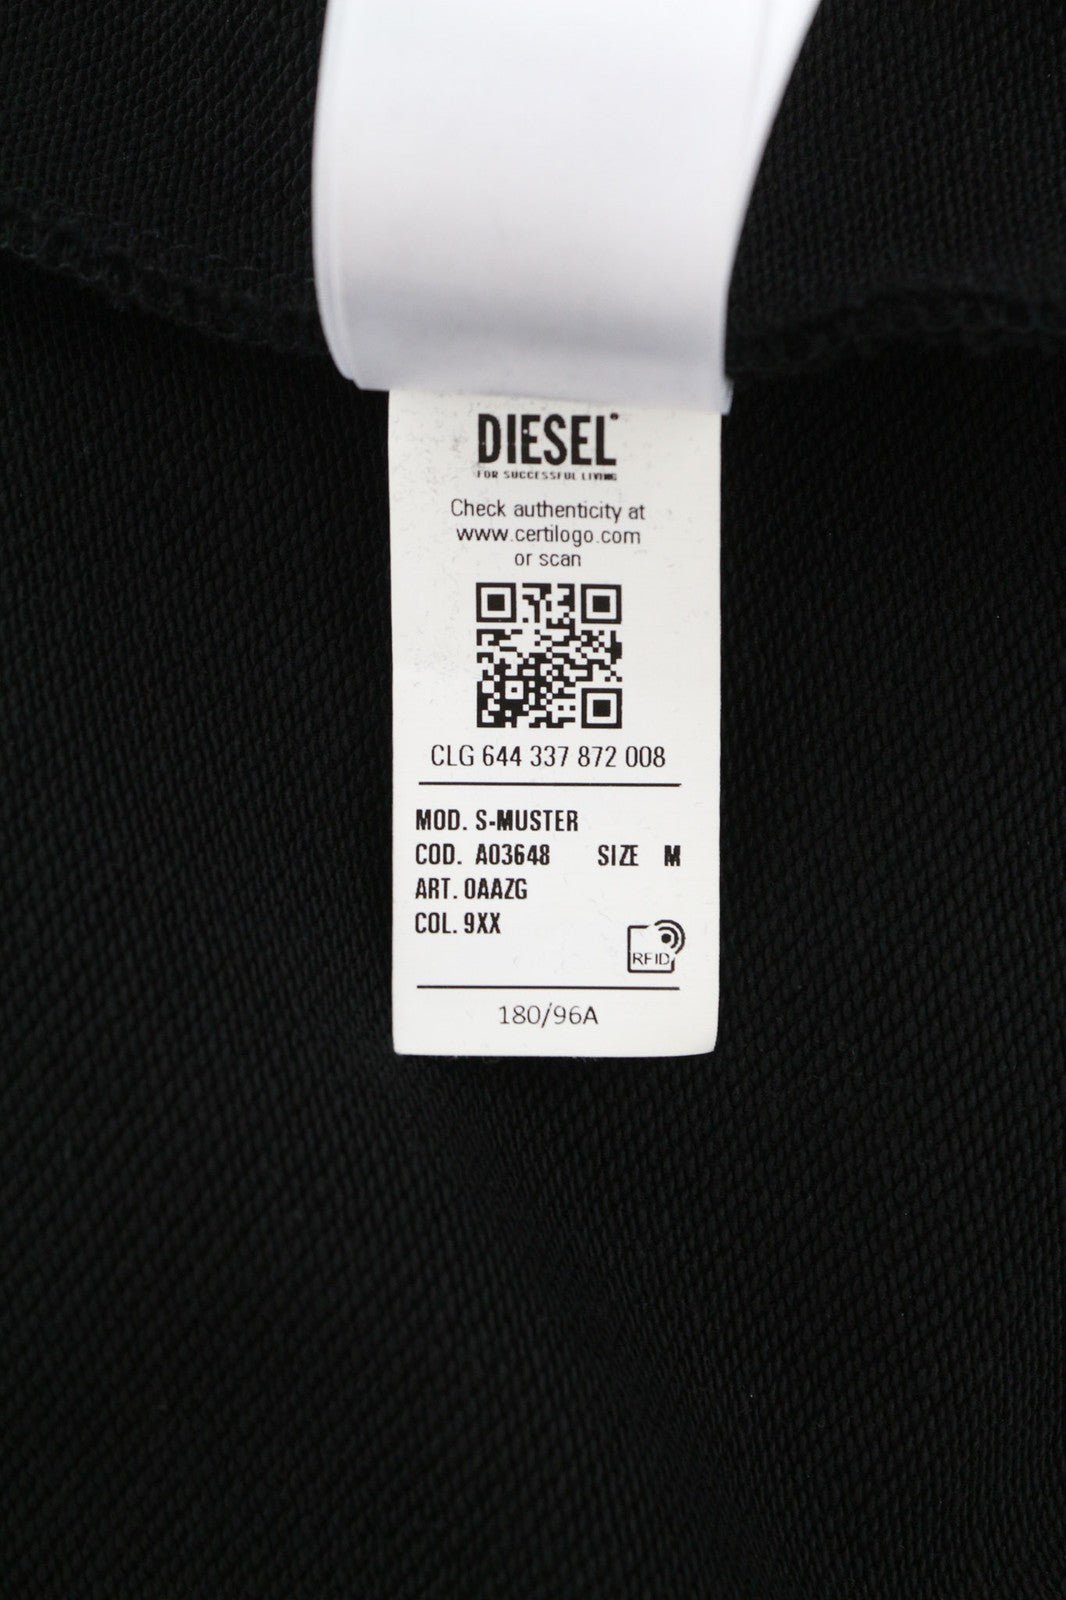 DIESEL®
FOR SUCCESSFUL LIVING
Check authenticity at
www.certilogo.com
or scan
CLG 644 337 872 008
MOD. S-MUSTER
COD. A03648 SIZE M
ART. 0AAZG
COL. 9XX
RFID
180/96A